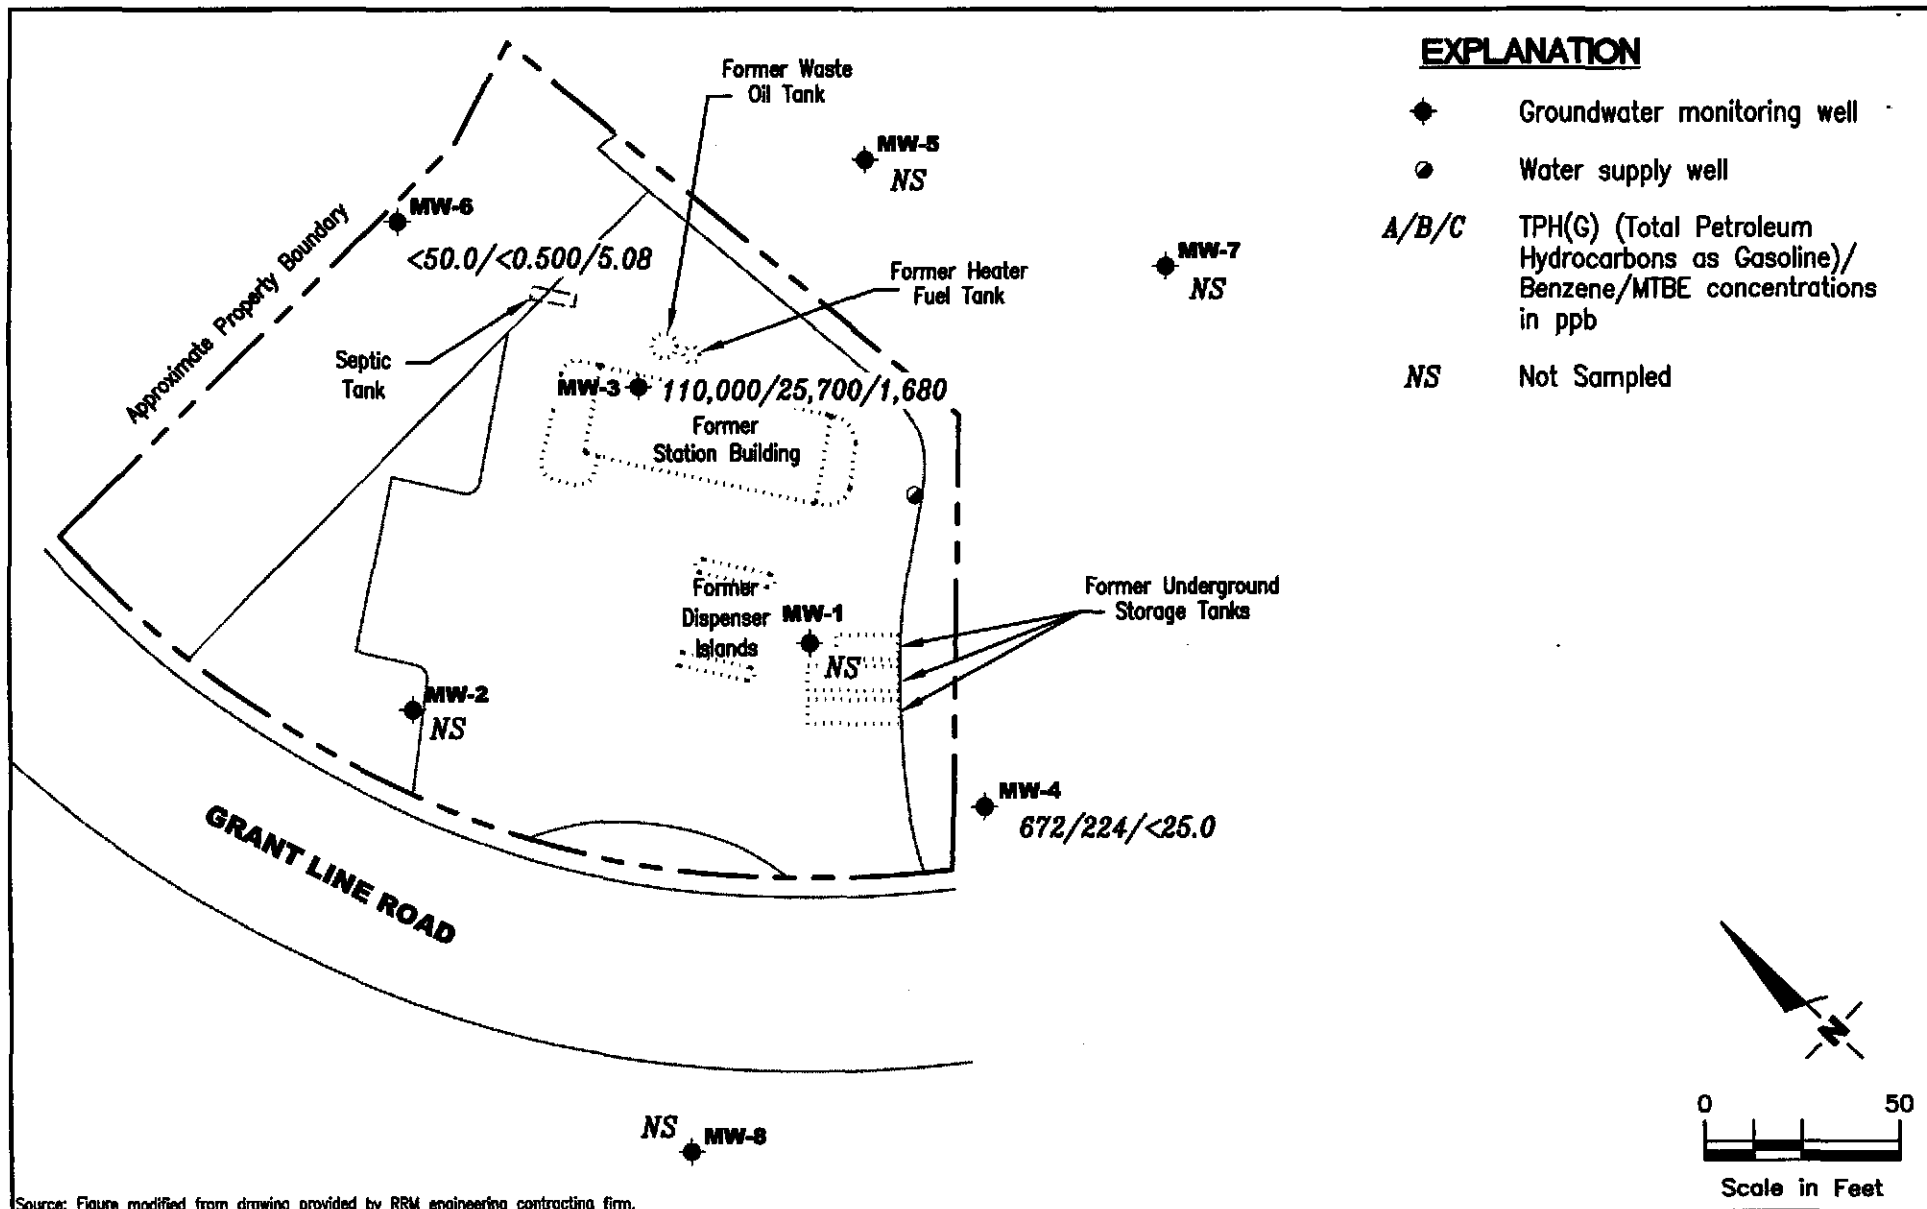 EXPLANATION
Groundwater monitoring well
Water supply well
A/B/C
TPH(G) (Total Petroleum
Hydrocarbons as Gasoline)/
Benzene/MTBE concentrations
in ppb
NS
Not Sampled
Former Waste
Oil Tank
MW-5
NS
MW-6
<50.0/<0.500/5.08
MW-7
NS
Former Heater
Fuel Tank
Approximate Property Boundary
Septic
Tank
MW-3
110,000/25,700/1,680
Former
Station Building
Former
Dispenser
Islands
MW-1
NS
Former Underground
Storage Tanks
MW-2
NS
MW-4
672/224/<25.0
GRANT LINE ROAD
NS
MW-8
N
0 50
Scale in Feet
Source: Figure modified from drawing provided by RRM engineering contracting firm.